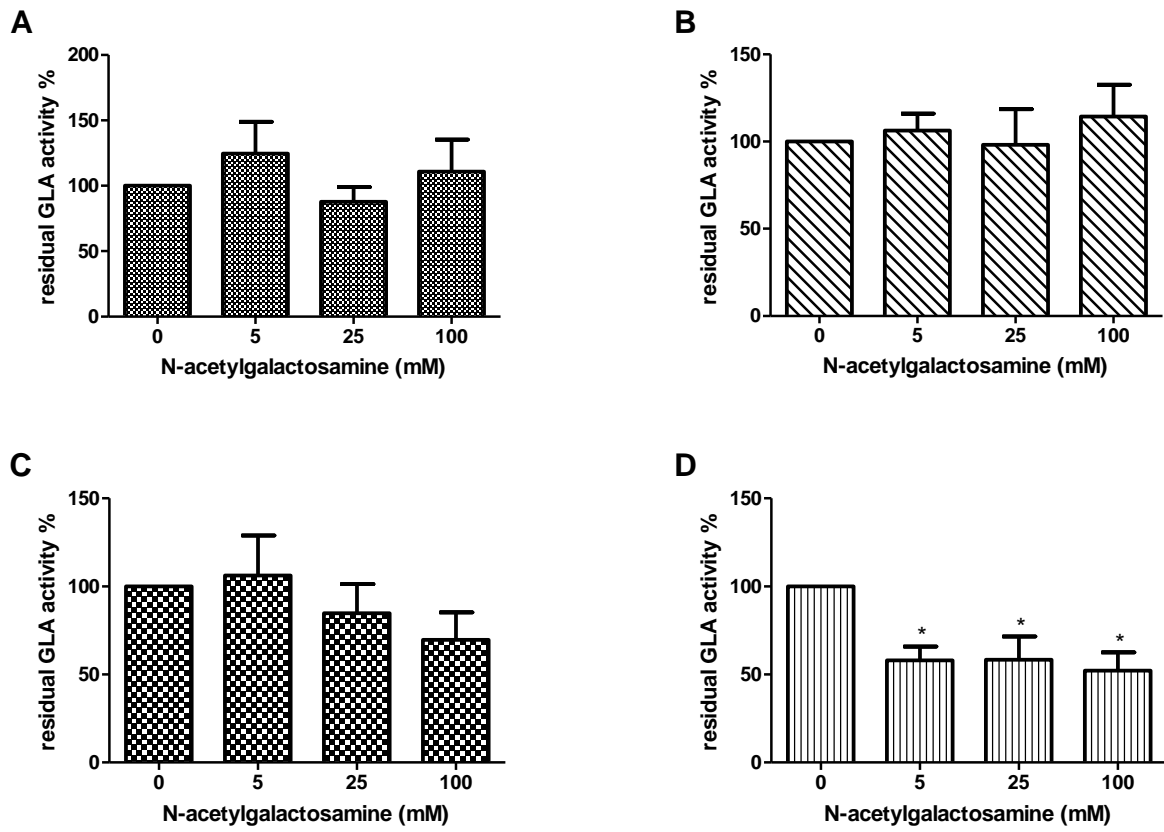 A
residual GLA activity %
200
150
100
50
0
0 5 25 100
N-acetylgalactosamine (mM)
B
residual GLA activity %
150
100
50
0
0 5 25 100
N-acetylgalactosamine (mM)
C
residual GLA activity %
150
100
50
0
0 5 25 100
N-acetylgalactosamine (mM)
D
residual GLA activity %
150
100
50
0
* * *
0 5 25 100
N-acetylgalactosamine (mM)